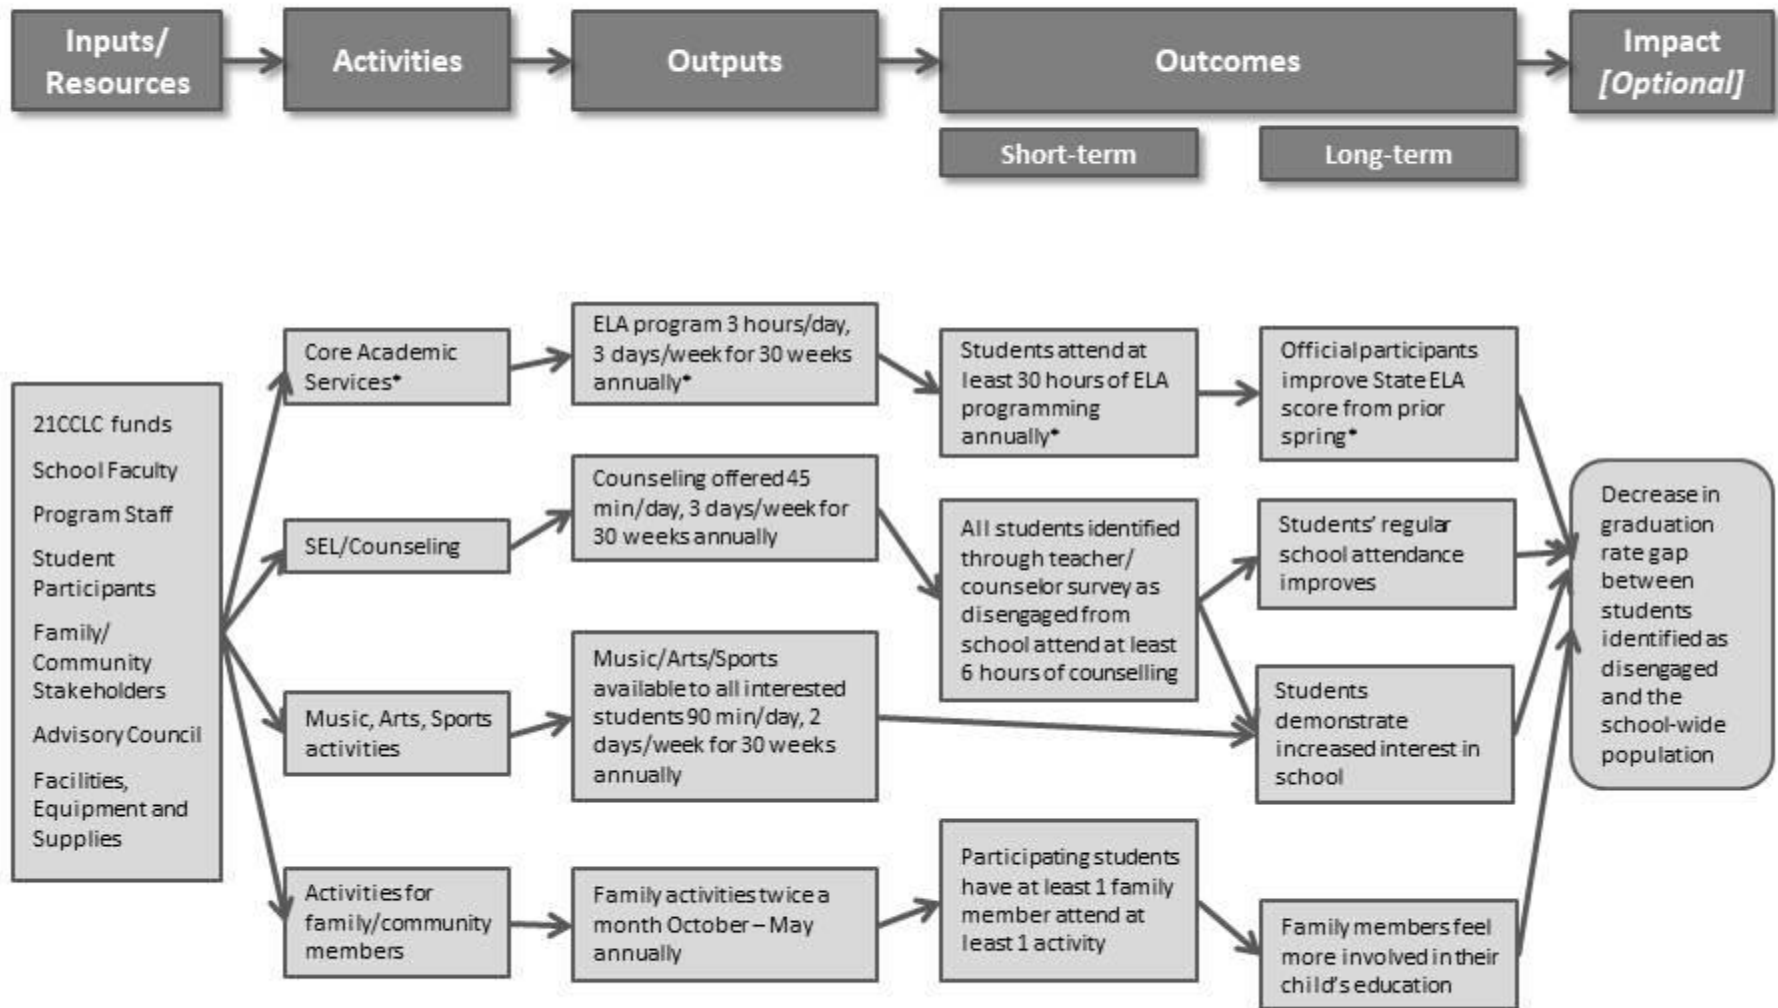 Inputs/
Resources
Activities
Outputs
Outcomes
Impact
[Optional]
Short-term
Long-term
21CCLC funds
School Faculty
Program Staff
Student
Participants
Family/
Community
Stakeholders
Advisory Council
Facilities,
Equipment and
Supplies
Core Academic
Services*
SEL/Counseling
Music, Arts, Sports
activities
Activities for
family/community
members
ELA program 3 hours/day,
3 days/week for 30 weeks
annually*
Counseling offered 45
min/day, 3 days/week for
30 weeks annually
Music/Arts/Sports
available to all interested
students 90 min/day, 2
days/week for 30 weeks
annually
Family activities twice a
month October – May
annually
Students attend at
least 30 hours of ELA
programming
annually*
All students identified
through teacher/
counselor survey as
disengaged from
school attend at least
6 hours of counselling
Participating students
have at least 1 family
member attend at
least 1 activity
Official participants
improve State ELA
score from prior
spring*
Students' regular
school attendance
improves
Students
demonstrate
increased interest in
school
Family members feel
more involved in their
child's education
Decrease in
graduation
rate gap
between
students
identified as
disengaged
and the
school-wide
population